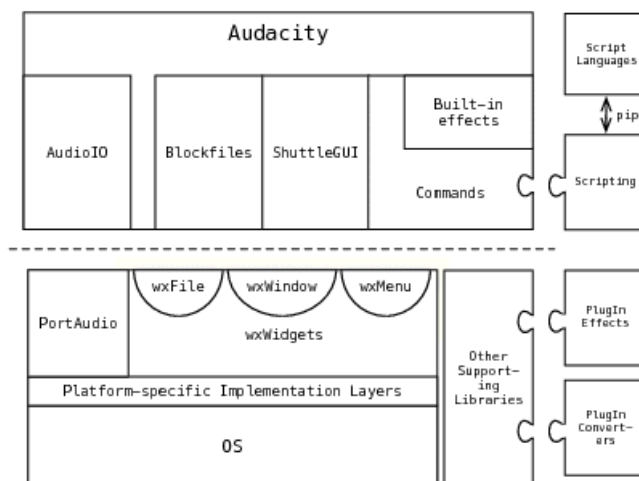 Audacity
Script
Languages
Built-in
effects
pip
AudioIO
Blockfiles
ShuttleGUI
Commands
Scripting
wxFile
wxWindow
wxMenu
PortAudio
wxWidgets
PlugIn
Effects
Other
Support-
ing
Libraries
Platform-specific Implementation Layers
OS
PlugIn
Convert-
ers